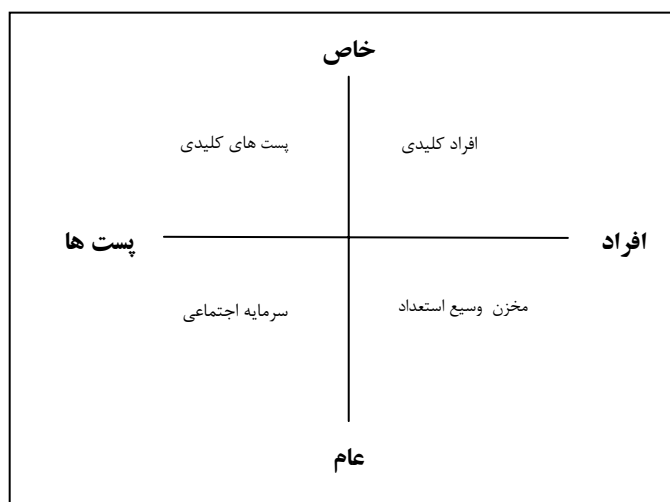 خاص
افراد کلیدی
پست های کلیدی
افراد
پست ها
مخزن وسیع استعداد
سرمایه اجتماعی
عام